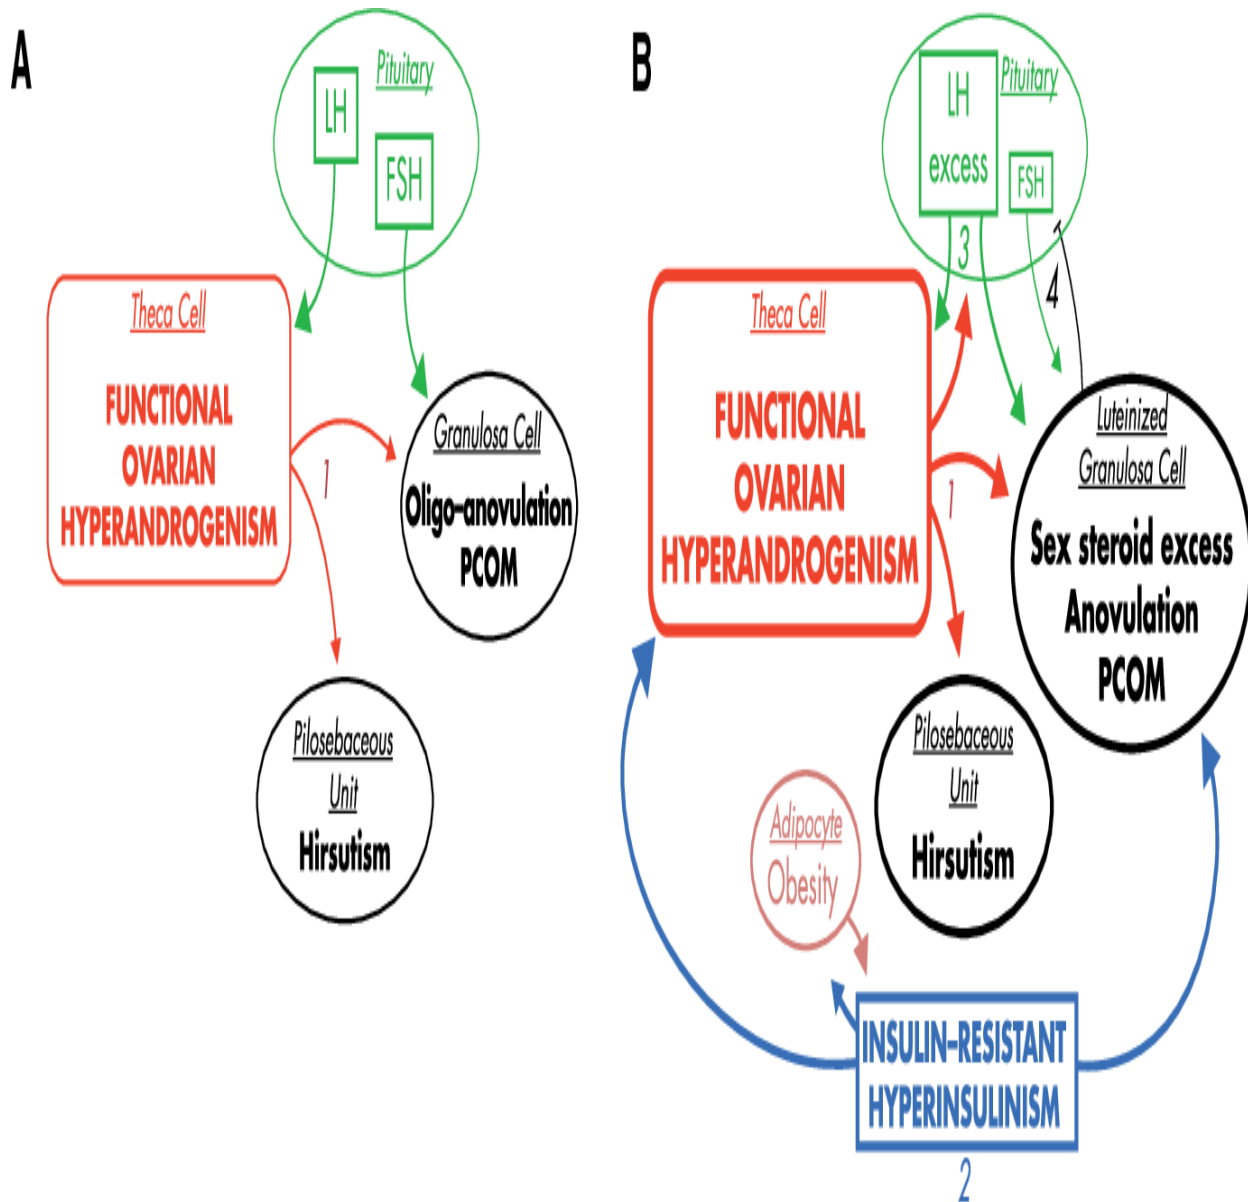 A
Pituitary
LH
FSH
Theca Cell
FUNCTIONAL
OVARIAN
HYPERANDROGENISM
1
Granulosa Cell
Oligo-anovulation
PCOM
Pilosebaceous
Unit
Hirsutism
B
Pituitary
LH
excess
FSH
3
4
Theca Cell
FUNCTIONAL
OVARIAN
HYPERANDROGENISM
1
Luteinized
Granulosa Cell
Sex steroid excess
Anovulation
PCOM
Pilosebaceous
Unit
Hirsutism
Adipocyte
Obesity
INSULIN-RESISTANT
HYPERINSULINISM
2